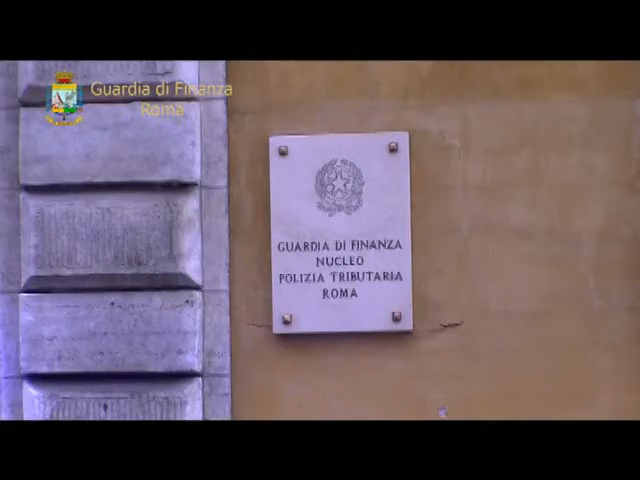 Guardia di Finanza
Roma
GUARDIA DI FINANZA
NUCLEO
POLIZIA TRIBUTARIA
ROMA